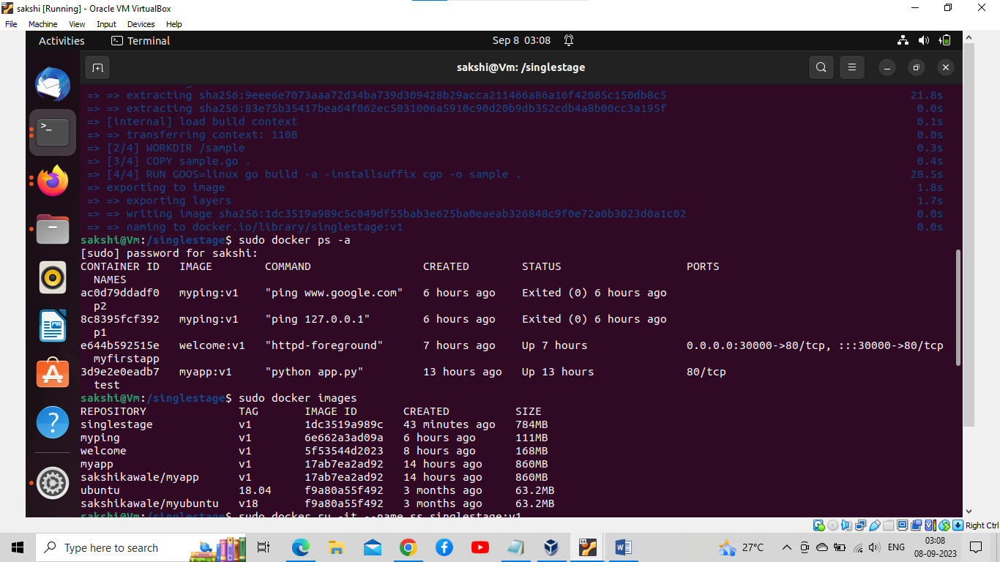 sakshi [Running] - Oracle VM VirtualBox
File Machine View Input Devices Help
Activities Terminal Sep 8 03:08
sakshi@Vm: /singlestage
=> => extracting sha256:9eee6e7073aaa72d34ba739d309428b29acca211466a86a16f42085c150db8c5 21.8s
=> => extracting sha256:83e75b35417bea64f062ec5031006a5910c90d20b9db352cdb4a8b00cc3a195f 0.0s
=> [internal] load build context 0.1s
=> => transferring context: 110B 0.0s
=> [2/4] WORKDIR /sample 0.3s
=> [3/4] COPY sample.go . 0.4s
=> [4/4] RUN GOOS=linux go build -a -installsuffix cgo -o sample . 28.5s
=> exporting to image 1.8s
=> => exporting layers 1.7s
=> => writing image sha256:1dc3519a989c5c049df55bab3e625ba0eaeab326848c9f0e72a0b3023d0a1c02 0.0s
=> => naming to docker.io/library/singlestage:v1 0.0s
sakshi@Vm:/singlestage$ sudo docker ps -a
[sudo] password for sakshi:
CONTAINER ID IMAGE COMMAND CREATED STATUS PORTS
NAMES
ac0d79ddadf0 myping:v1 "ping www.google.com" 6 hours ago Exited (0) 6 hours ago
p2
8c8395fcf392 myping:v1 "ping 127.0.0.1" 6 hours ago Exited (0) 6 hours ago
p1
e644b592515e welcome:v1 "httpd-foreground" 7 hours ago Up 7 hours 0.0.0.0:30000->80/tcp, :::30000->80/tcp
myfirstapp
3d9e2e0eadb7 myapp:v1 "python app.py" 13 hours ago Up 13 hours 80/tcp
test
sakshi@Vm:/singlestage$ sudo docker images
REPOSITORY TAG IMAGE ID CREATED SIZE
singlestage v1 1dc3519a989c 43 minutes ago 784MB
myping v1 6e662a3ad09a 6 hours ago 111MB
welcome v1 5f53544d2023 8 hours ago 168MB
myapp v1 17ab7ea2ad92 14 hours ago 860MB
sakshikawale/myapp v1 17ab7ea2ad92 14 hours ago 860MB
ubuntu 18.04 f9a80a55f492 3 months ago 63.2MB
sakshikawale/myubuntu v18 f9a80a55f492 3 months ago 63.2MB
sakshi@Vm:/singlestage$ sudo docker ru -it --name ss singlestage:v1
Right Ctrl
Type here to search 27°C ENG 03:08
08-09-2023